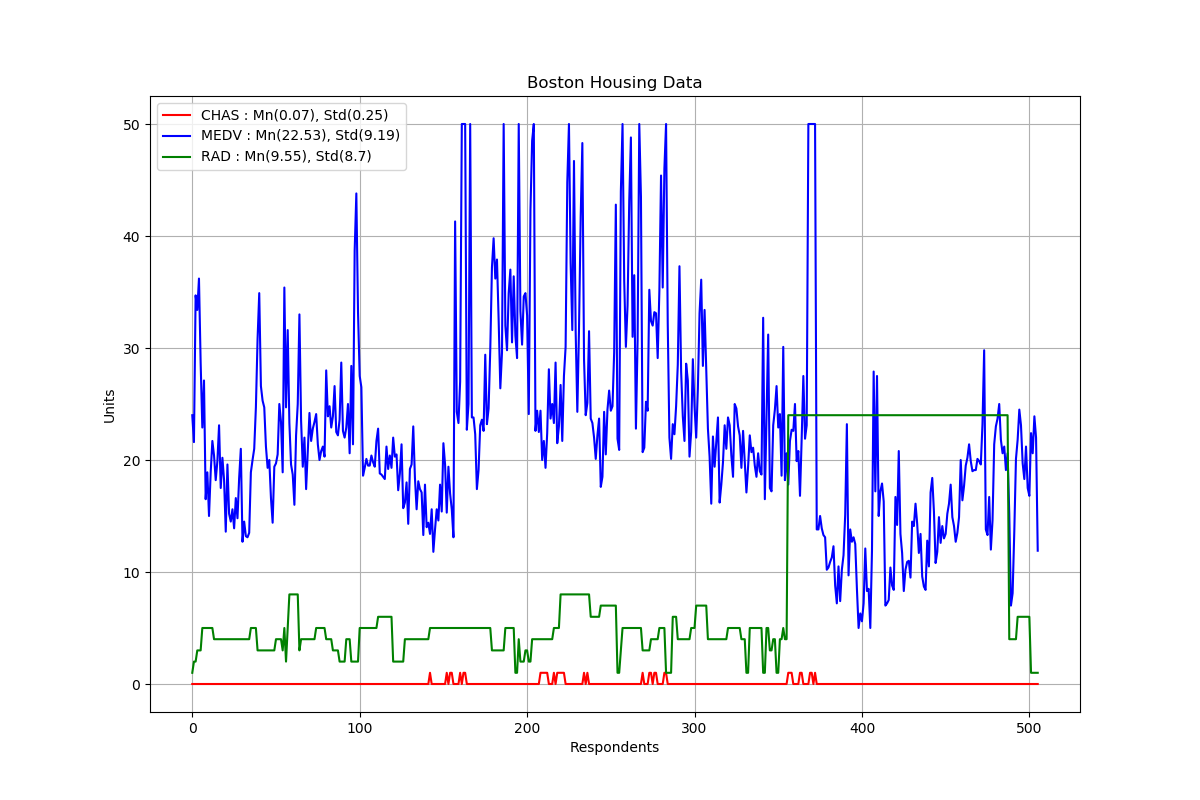 Boston Housing Data
CHAS : Mn(0.07), Std(0.25)
MEDV : Mn(22.53), Std(9.19)
RAD : Mn(9.55), Std(8.7)
50
40
30
20
10
0
Units
0 100 200 300 400 500
Respondents